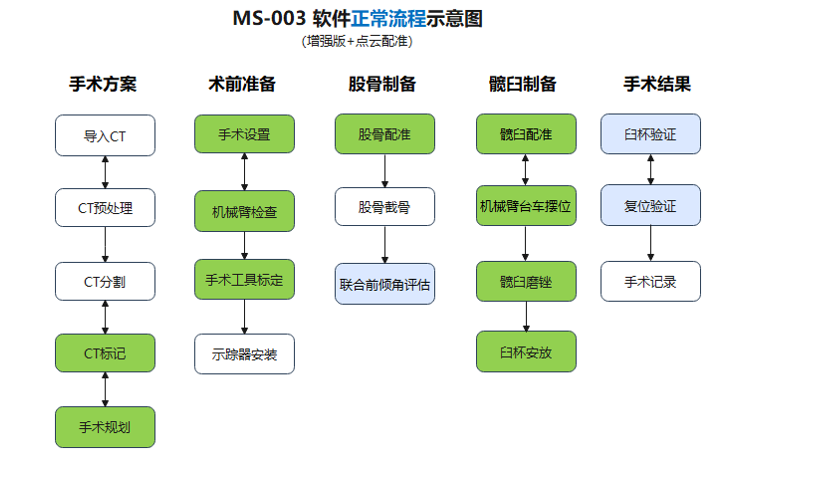 MS-003 软件正常流程示意图
(增强版+点云配准)
手术方案
导入CT
CT预处理
CT分割
CT标记
手术规划
术前准备
手术设置
机械臂检查
手术工具标定
示踪器安装
股骨制备
股骨配准
股骨截骨
联合前倾角评估
髋臼制备
髋臼配准
机械臂台车摆位
髋臼磨锉
臼杯安放
手术结果
臼杯验证
复位验证
手术记录